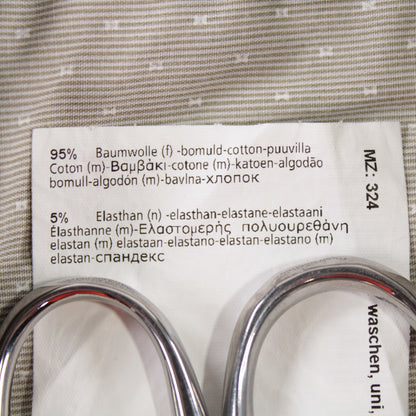 95% Baumwolle (f) -bomuld-cotton-puuvilla
Coton (m)-Βαμβάκι-cotone (m)-katoen-algodão
bomull-algodón (m)-bavlna-хлопок
5% Elasthan (n) -elasthan-elastane-elastaani
Élasthanne (m)-Ελαστομερής πολυουρεθάνη
elastan (m) elastaan-elastano-elastan-elastano (m)
elastan-спандекс
MZ: 324
waschen, uni